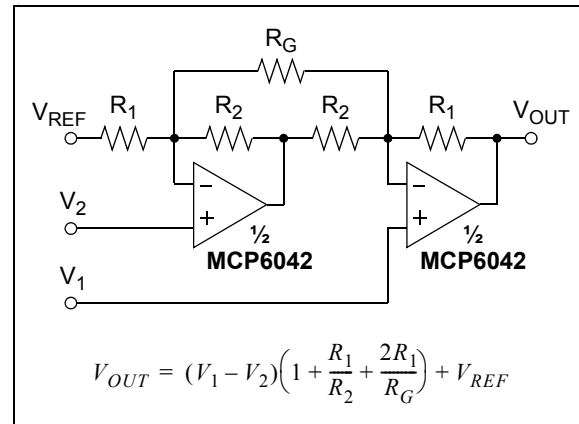 R_G
V_REF R_1 R_2 R_2 R_1 V_OUT
−
+
−
+
V_2
½
MCP6042
½
MCP6042
V_1
V_OUT = (V_1 − V_2)(1 + R_1/R_2 + 2R_1/R_G) + V_REF